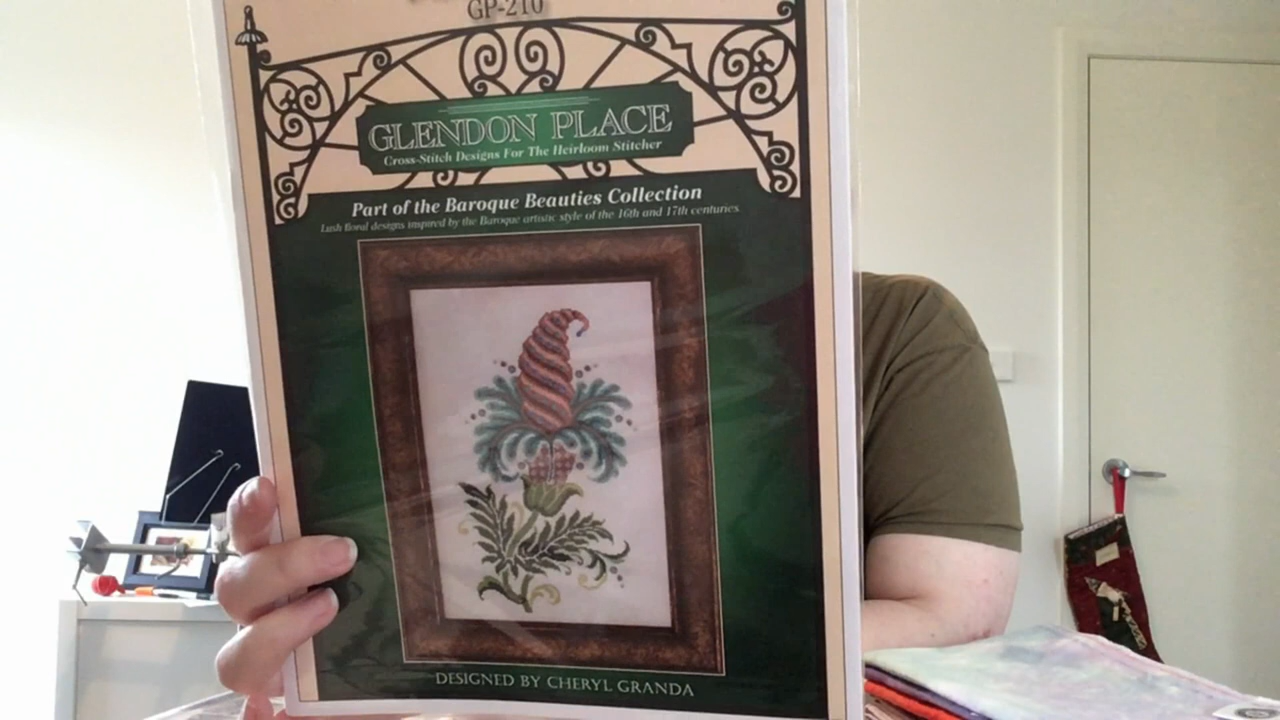 GP-210
GLENDON PLACE
Cross-Stitch Designs For The Heirloom Stitcher
Part of the Baroque Beauties Collection
Lush floral designs inspired by the Baroque artistic style of the 16th and 17th centuries.
DESIGNED BY CHERYL GRANDA